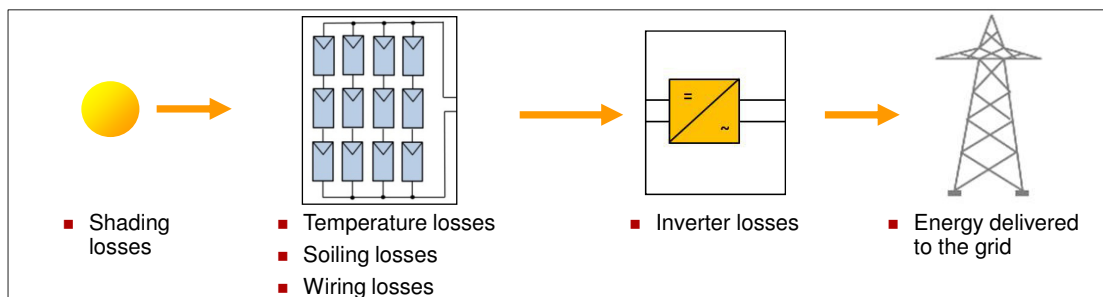 =
~
Shading
losses
Temperature losses
Soiling losses
Wiring losses
Inverter losses
Energy delivered
to the grid